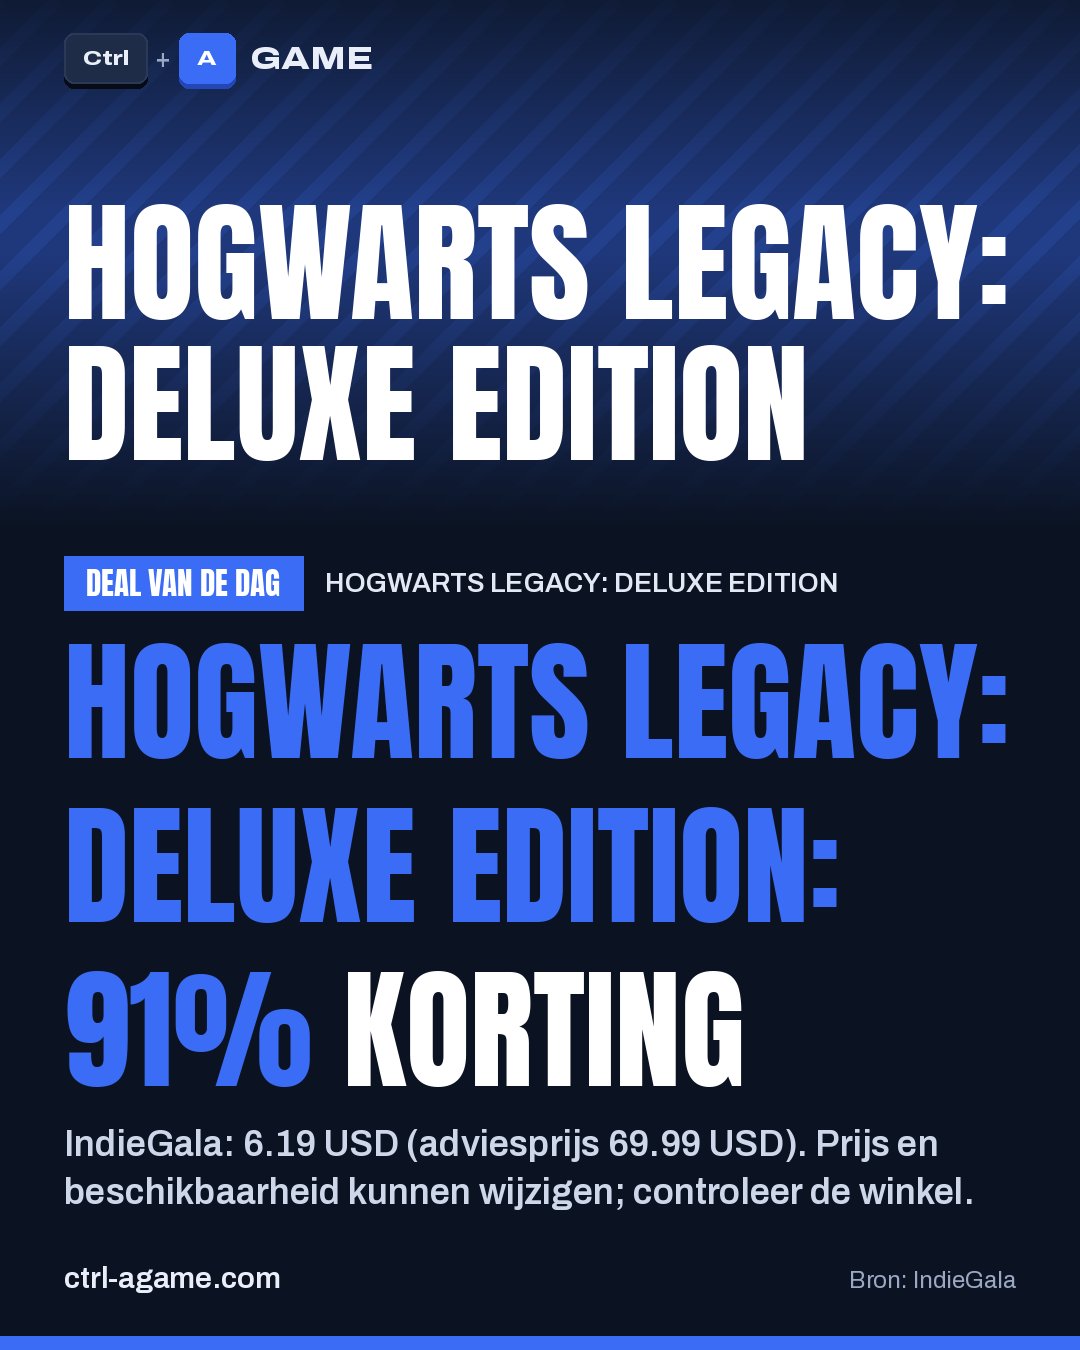 Ctrl + A GAME
HOGWARTS LEGACY:
DELUXE EDITION
DEAL VAN DE DAG HOGWARTS LEGACY: DELUXE EDITION
HOGWARTS LEGACY:
DELUXE EDITION:
91% KORTING
IndieGala: 6.19 USD (adviesprijs 69.99 USD). Prijs en
beschikbaarheid kunnen wijzigen; controleer de winkel.
ctrl-agame.com Bron: IndieGala